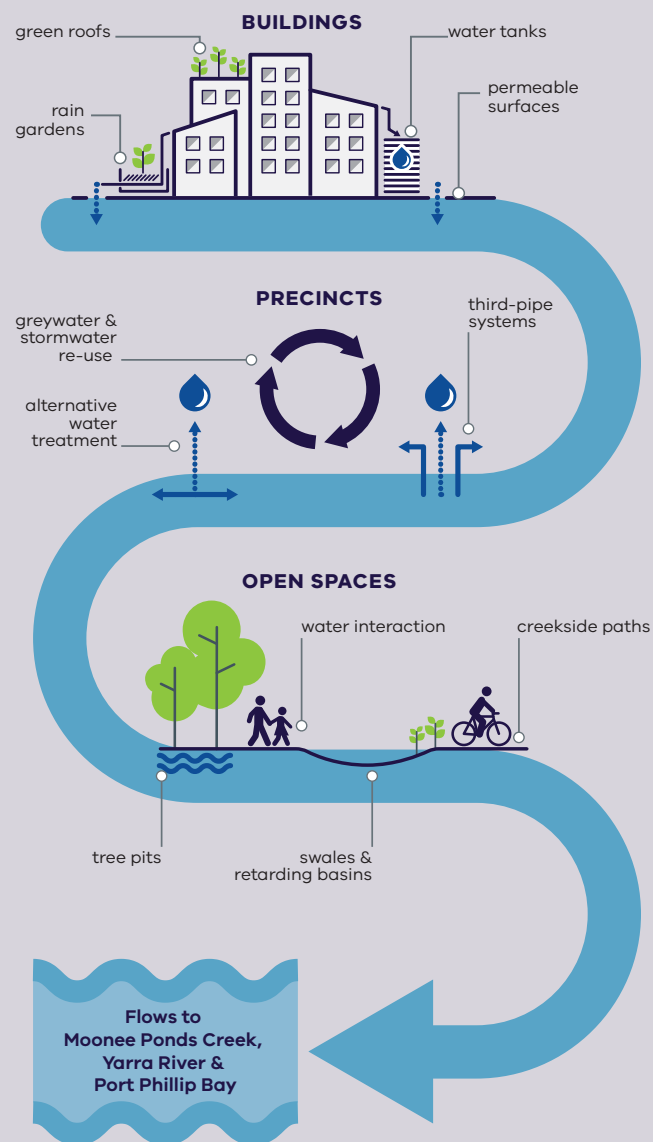 BUILDINGS
green roofs
water tanks
permeable
surfaces
rain
gardens
PRECINCTS
greywater &
stormwater
re-use
third-pipe
systems
alternative
water
treatment
OPEN SPACES
water interaction
creekside paths
tree pits
swales &
retarding basins
Flows to
Moonee Ponds Creek,
Yarra River &
Port Phillip Bay